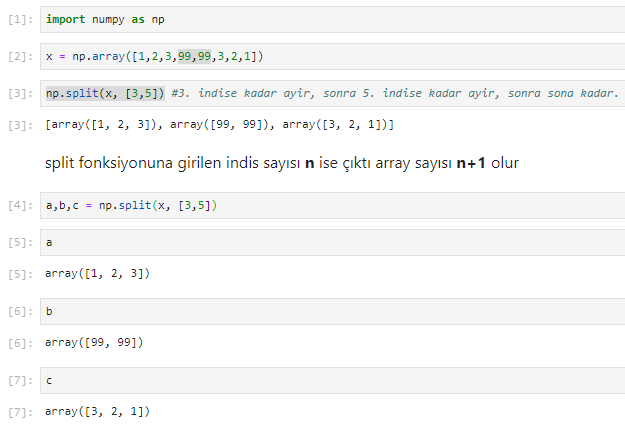 [1]: import numpy as np
[2]: x = np.array([1,2,3,99,99,3,2,1])
[3]: np.split(x, [3,5]) #3. indise kadar ayir, sonra 5. indise kadar ayir, sonra sona kadar.
[3]: [array([1, 2, 3]), array([99, 99]), array([3, 2, 1])]
split fonksiyonuna girilen indis sayısı n ise çıktı array sayısı n+1 olur
[4]: a,b,c = np.split(x, [3,5])
[5]: a
[5]: array([1, 2, 3])
[6]: b
[6]: array([99, 99])
[7]: c
[7]: array([3, 2, 1])